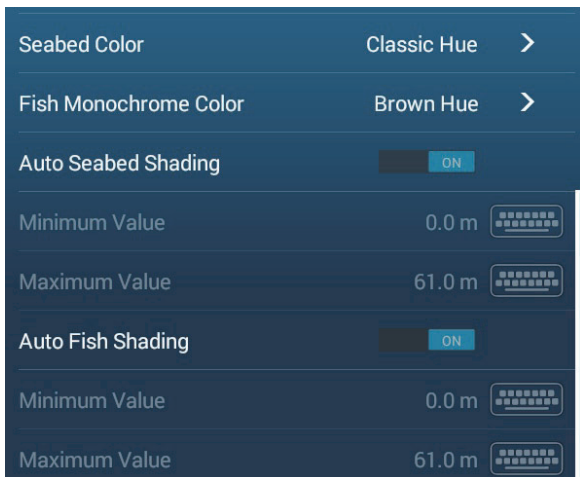 Seabed Color Classic Hue >
Fish Monochrome Color Brown Hue >
Auto Seabed Shading ON
Minimum Value 0.0 m
Maximum Value 61.0 m
Auto Fish Shading ON
Minimum Value 0.0 m
Maximum Value 61.0 m